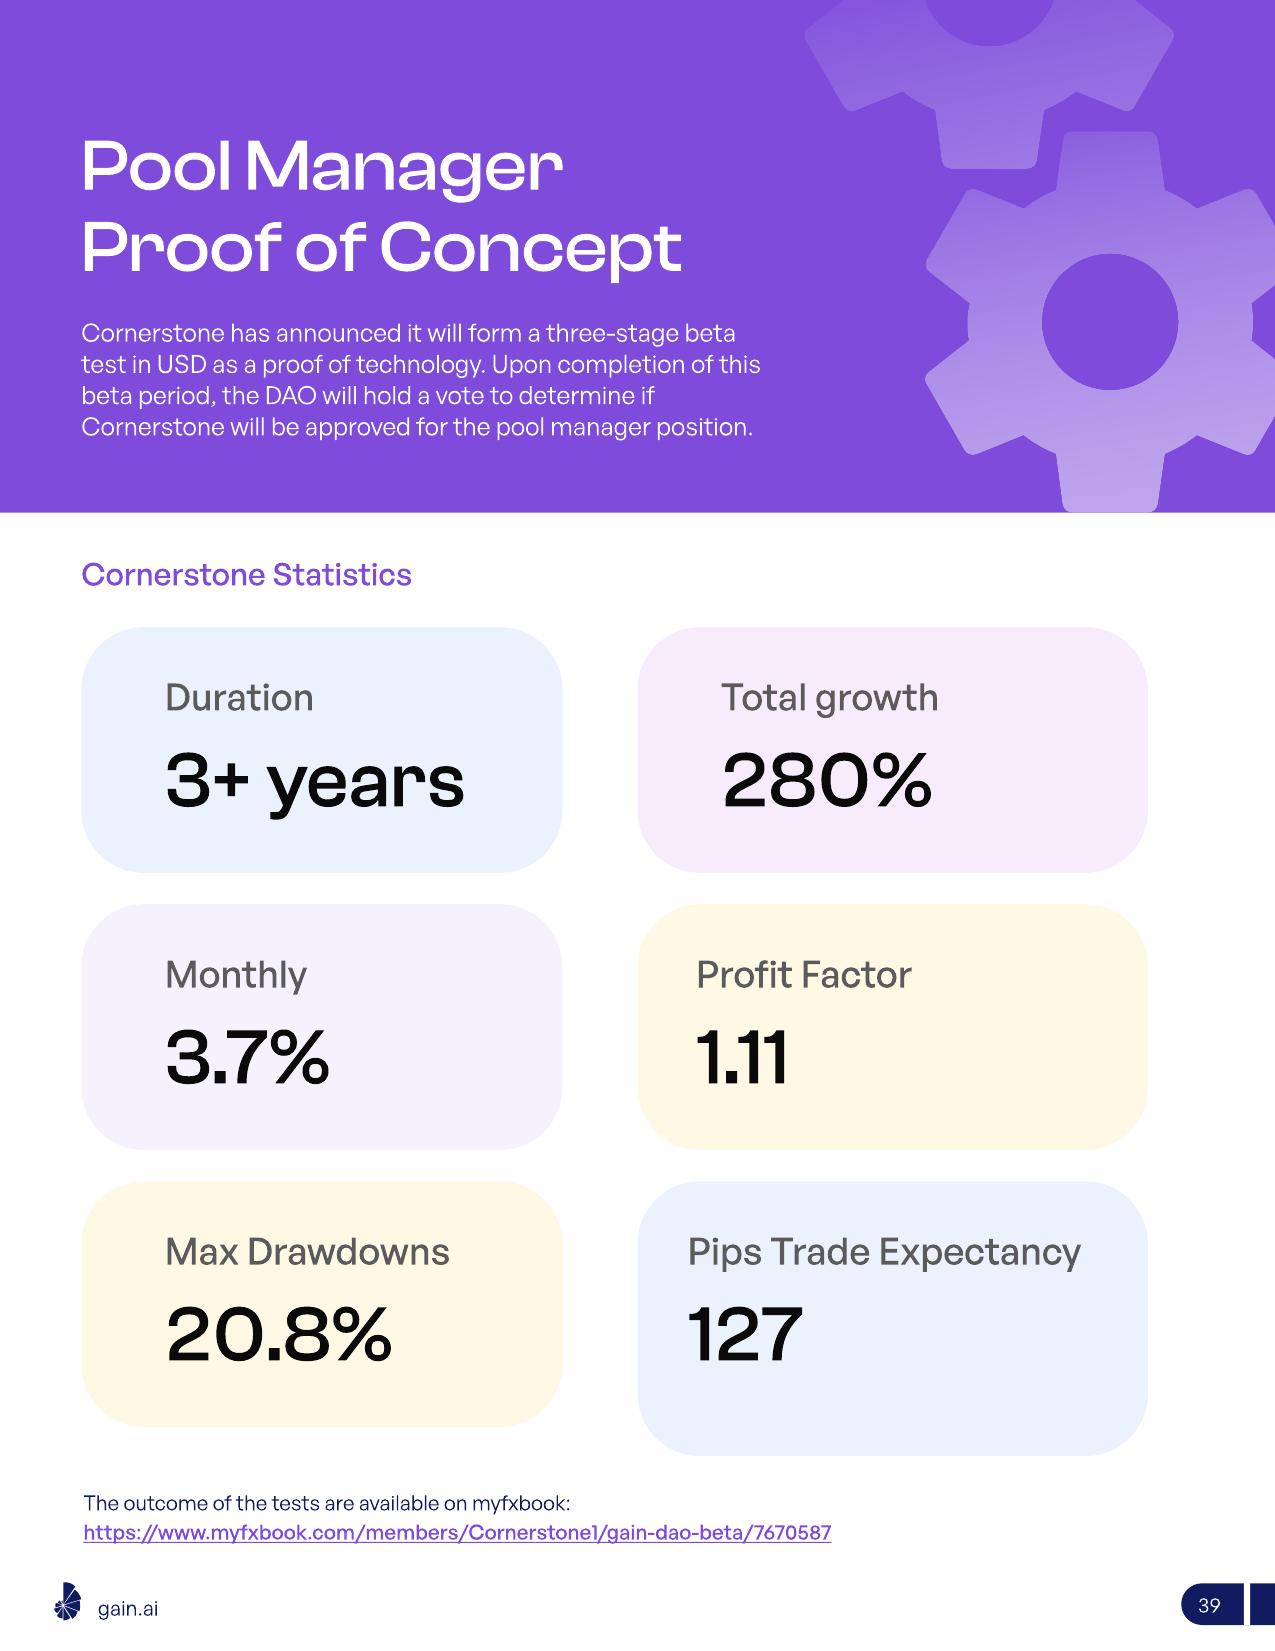 Pool Manager
Proof of Concept
Cornerstone has announced it will form a three-stage beta
test in USD as a proof of technology. Upon completion of this
beta period, the DAO will hold a vote to determine if
Cornerstone will be approved for the pool manager position.
Cornerstone Statistics
Duration
3+ years
Total growth
280%
Monthly
3.7%
Profit Factor
1.11
Max Drawdowns
20.8%
Pips Trade Expectancy
127
The outcome of the tests are available on myfxbook:
https://www.myfxbook.com/members/Cornerstone1/gain-dao-beta/7670587
gain.ai
39